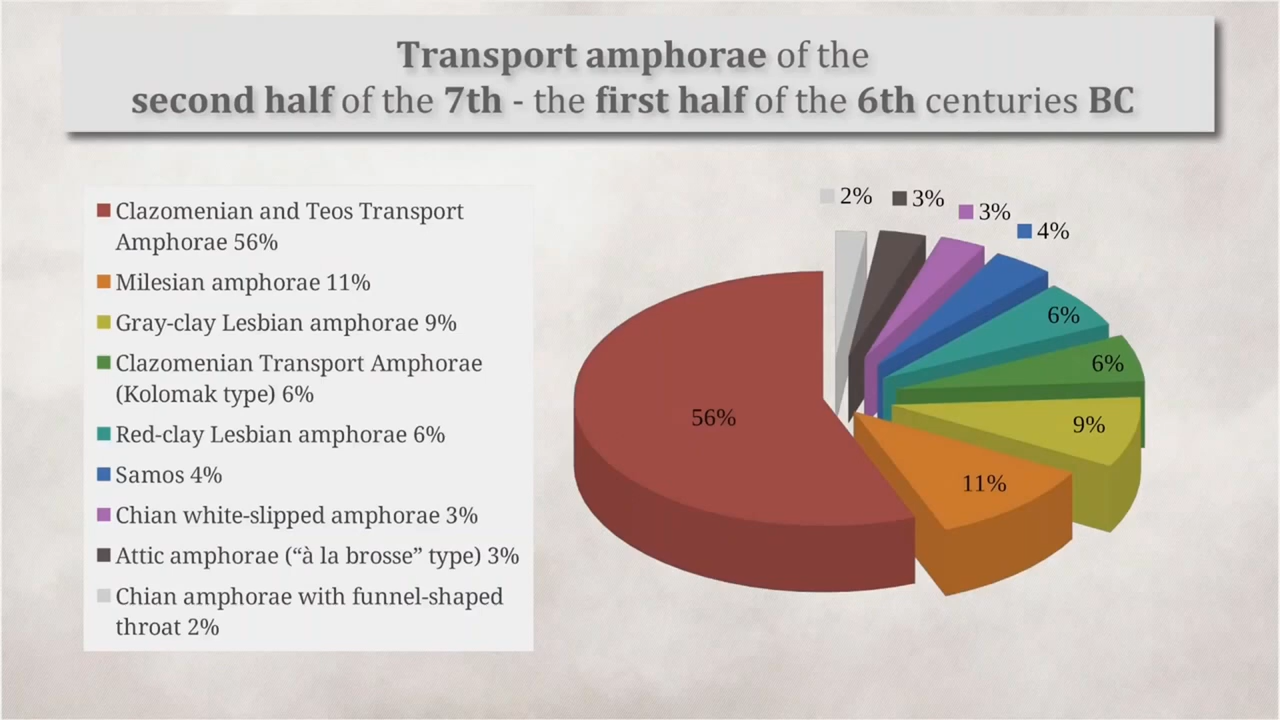 Transport amphorae of the
second half of the 7th - the first half of the 6th centuries BC
Clazomenian and Teos Transport
Amphorae 56%
Milesian amphorae 11%
Gray-clay Lesbian amphorae 9%
Clazomenian Transport Amphorae
(Kolomak type) 6%
Red-clay Lesbian amphorae 6%
Samos 4%
Chian white-slipped amphorae 3%
Attic amphorae (“à la brosse” type) 3%
Chian amphorae with funnel-shaped
throat 2%
2%
3%
3%
4%
6%
6%
9%
11%
56%